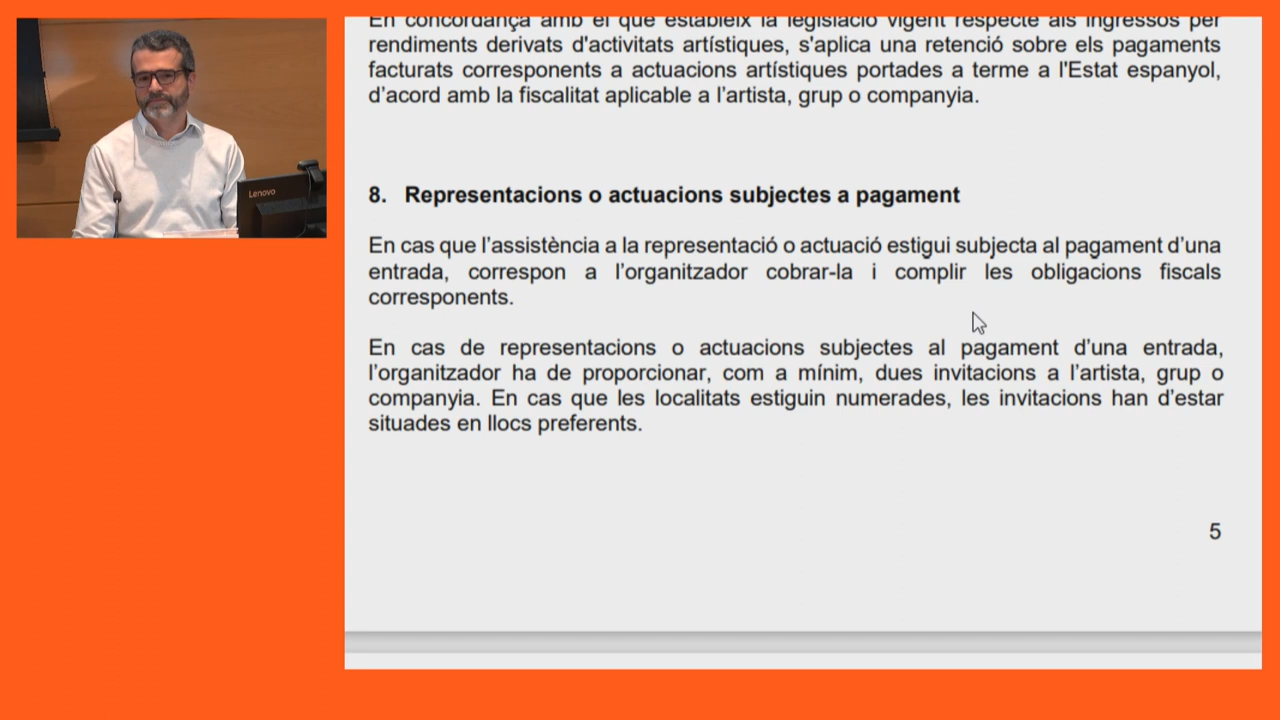 Lenovo
En concordança amb el que estableix la legislació vigent respecte als ingressos per
rendiments derivats d'activitats artístiques, s'aplica una retenció sobre els pagaments
facturats corresponents a actuacions artístiques portades a terme a l'Estat espanyol,
d’acord amb la fiscalitat aplicable a l’artista, grup o companyia.
8. Representacions o actuacions subjectes a pagament
En cas que l’assistència a la representació o actuació estigui subjecta al pagament d’una
entrada, correspon a l’organitzador cobrar-la i complir les obligacions fiscals
corresponents.
En cas de representacions o actuacions subjectes al pagament d’una entrada,
l’organitzador ha de proporcionar, com a mínim, dues invitacions a l’artista, grup o
companyia. En cas que les localitats estiguin numerades, les invitacions han d’estar
situades en llocs preferents.
5